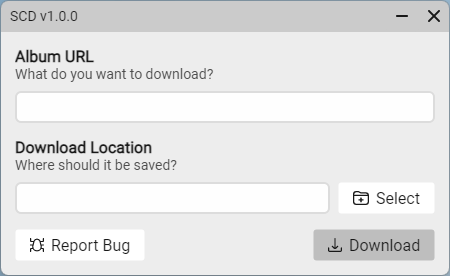 SCD v1.0.0
Album URL
What do you want to download?
Download Location
Where should it be saved?
Select
Report Bug
Download